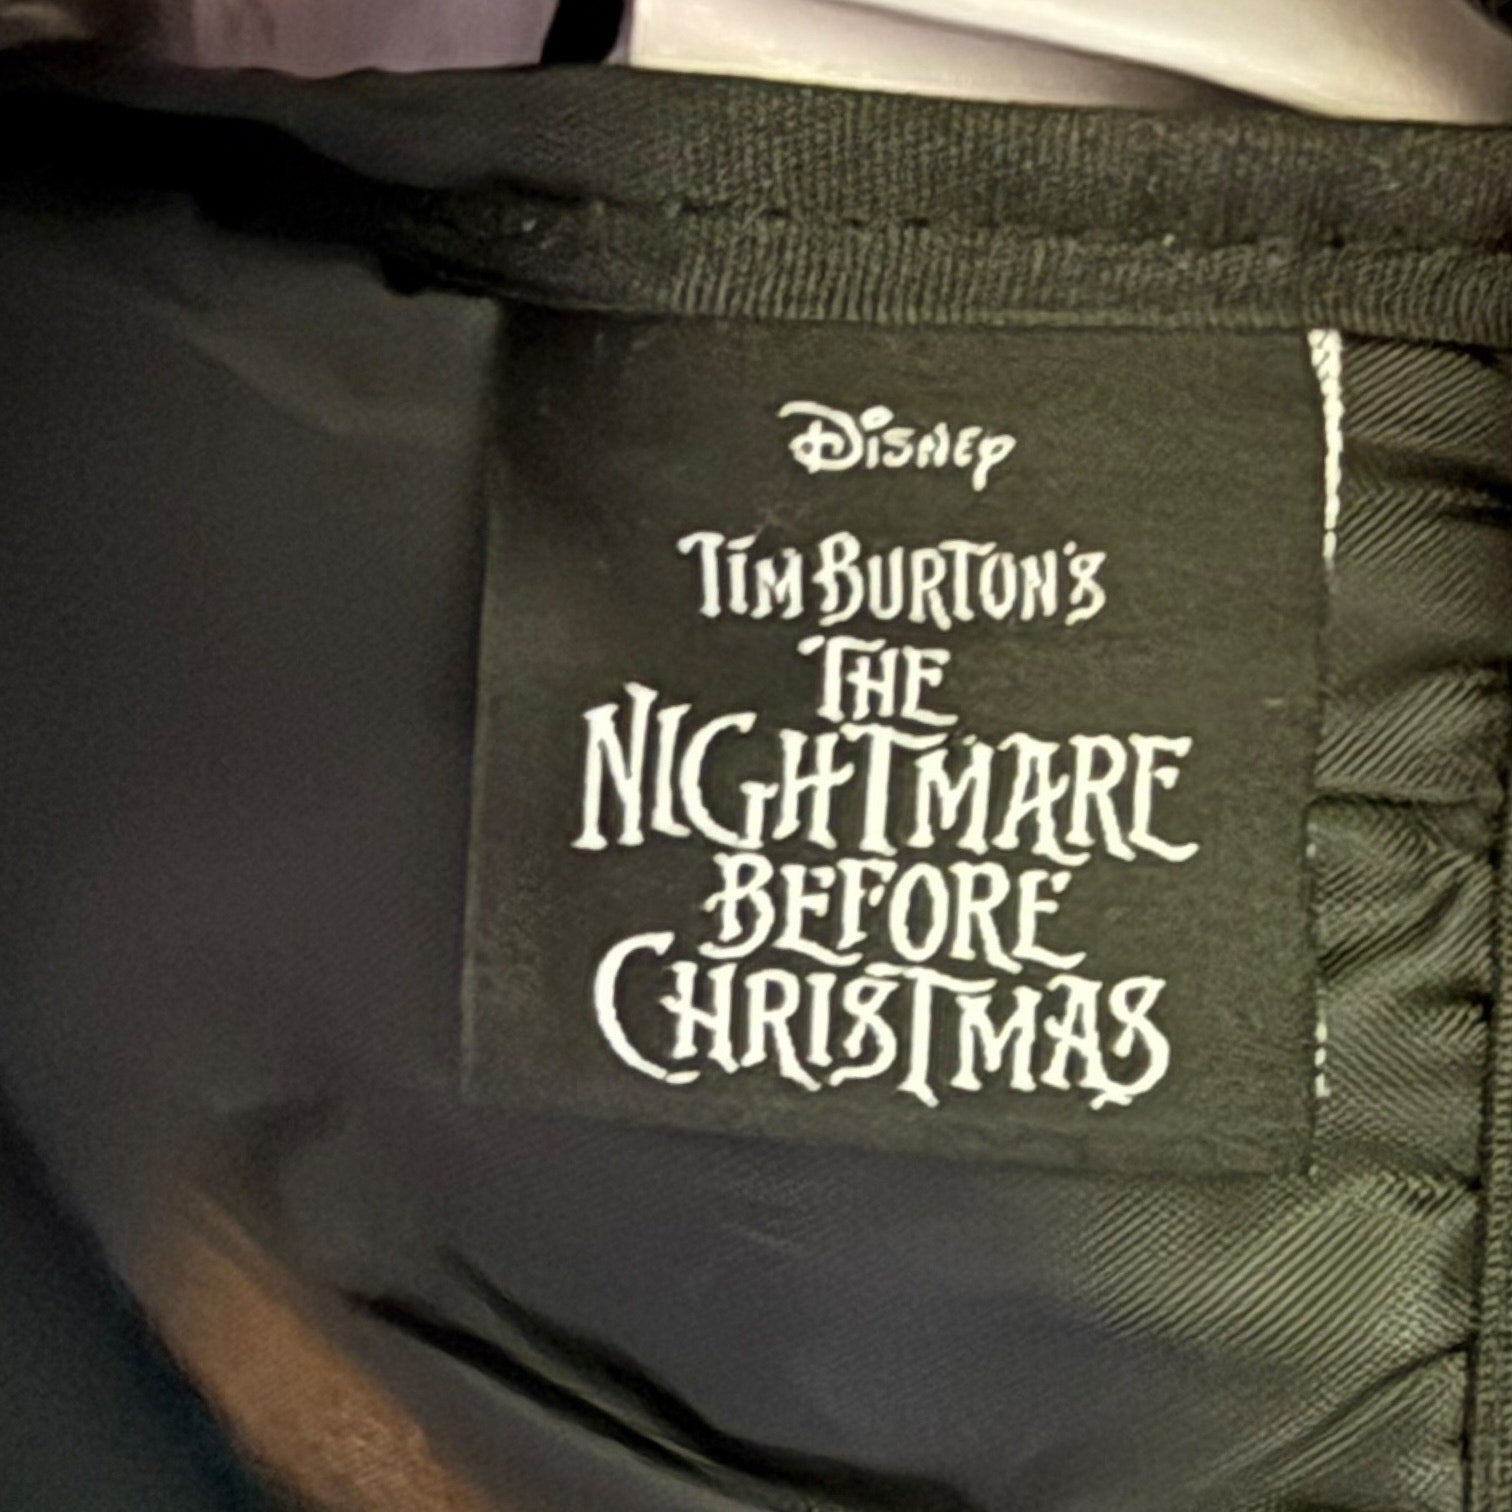 Disney
Tim Burton's
The
Nightmare
Before
Christmas